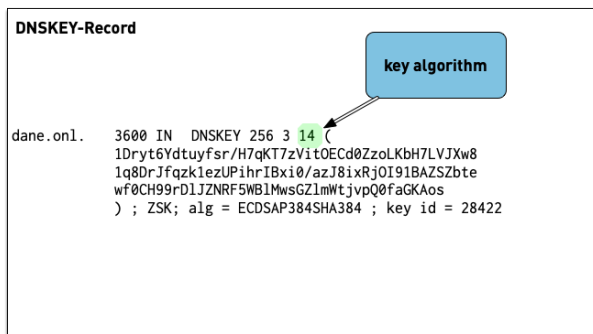 DNSKEY-Record
key algorithm
dane.onl. 3600 IN DNSKEY 256 3 14 (
1Dryt6Ydtuyfsr/H7qKT7zVitOECd0ZzoLKbH7LVJXw8
1q8DrJfqzk1ezUPihrIBxi0/azJ8ixRjOI91BAZSZbte
wf0CH99rDlJZNRF5WBlMwsGZlmWtjvpQ0faGKAos
) ; ZSK; alg = ECDSAP384SHA384 ; key id = 28422